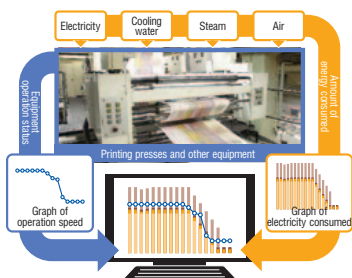 Electricity
Cooling
water
Steam
Air
Equipment
operation status
Amount of
energy consumed
Printing presses and other equipment
Graph of
operation speed
Graph of
electricity consumed